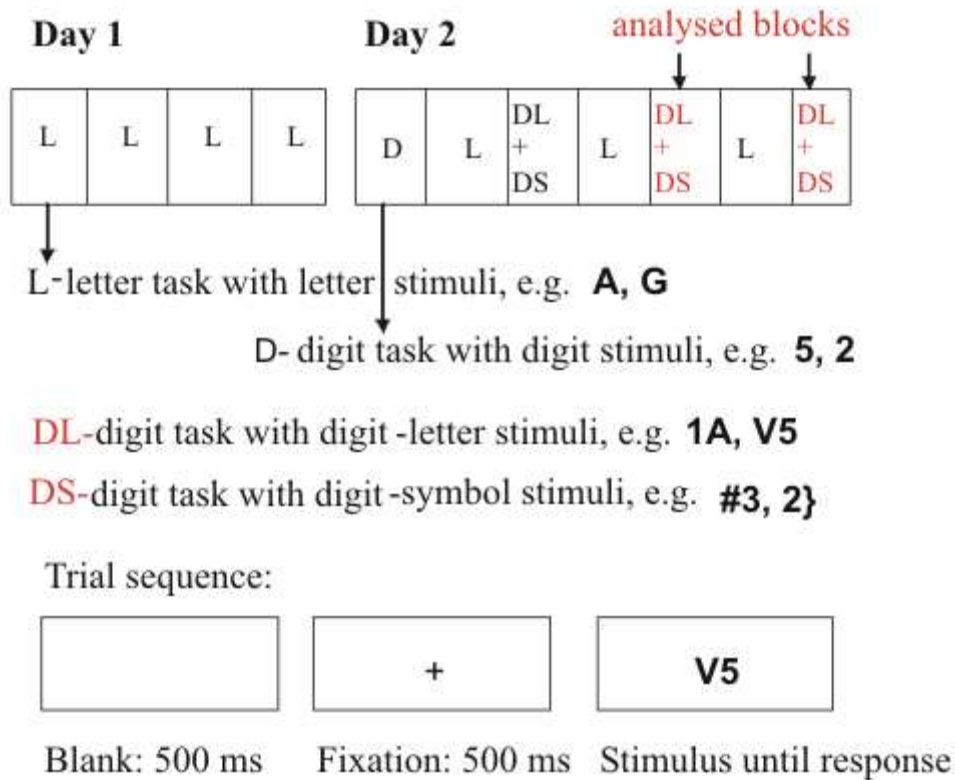 Day 1
Day 2
analysed blocks
L
L
L
L
D
L
DL
+
DS
L
DL
+
DS
L
DL
+
DS
L-letter task with letter stimuli, e.g. A, G
D- digit task with digit stimuli, e.g. 5, 2
DL-digit task with digit -letter stimuli, e.g. 1A, V5
DS-digit task with digit-symbol stimuli, e.g. #3, 2}
Trial sequence:
+
V5
Blank: 500 ms
Fixation: 500 ms
Stimulus until response